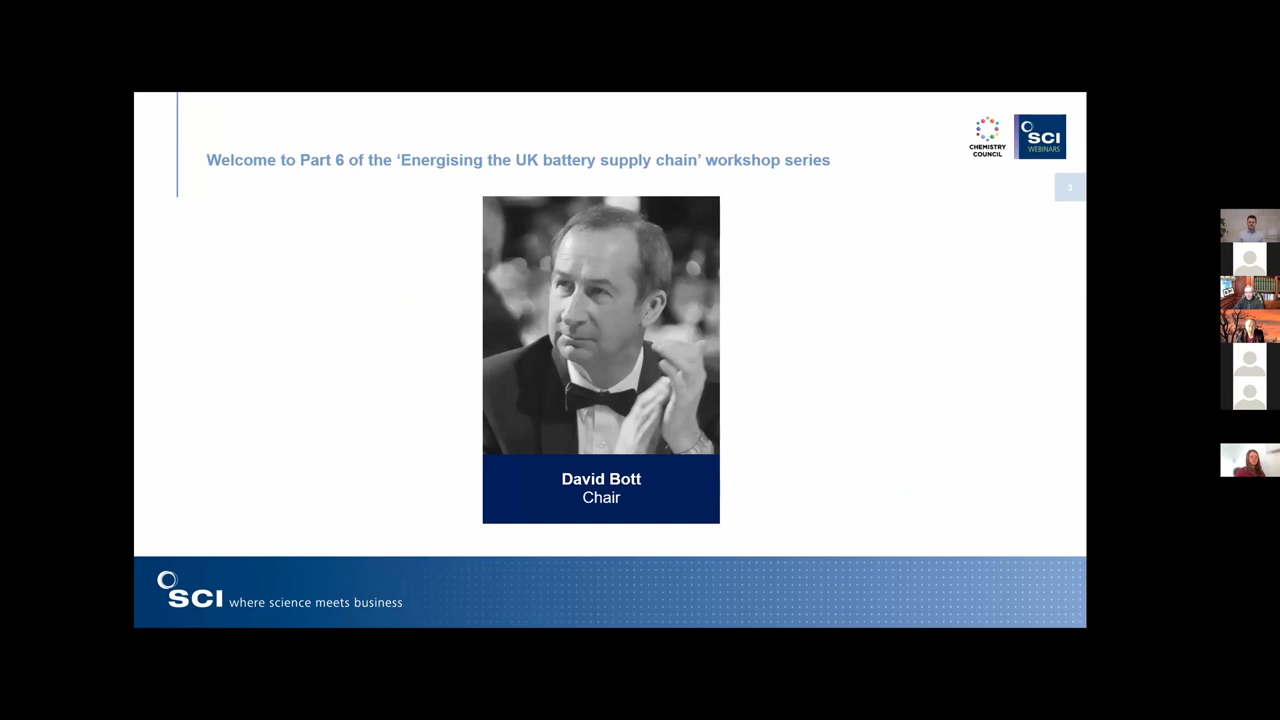 CHEMISTRY
COUNCIL
SCI
WEBINARS
Welcome to Part 6 of the ‘Energising the UK battery supply chain’ workshop series
3
David Bott
Chair
SCI where science meets business